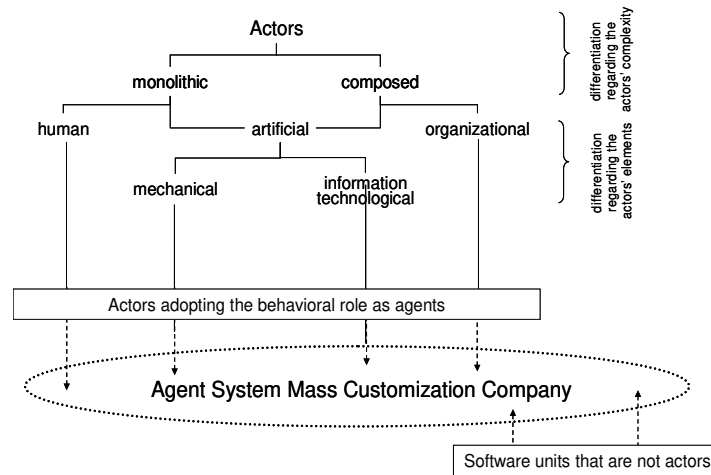 Actors
monolithic
composed
human
artificial
organizational
mechanical
information
technological
differentiation
regarding the
actors' complexity
differentiation
regarding the
actors' elements
Actors adopting the behavioral role as agents
Agent System Mass Customization Company
Software units that are not actors